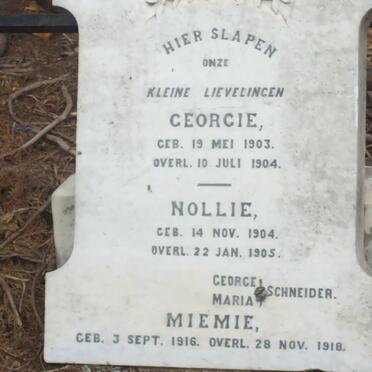 HIER SLAPEN
ONZE
KLEINE LIEVELINGEN
GEORGIE,
GEB. 19 MEI 1903.
OVERL. 10 JULI 1904.
NOLLIE,
GEB. 14 NOV. 1904.
OVERL. 22 JAN. 1905.
GEORGE
MARIA
SCHNEIDER.
MIEMIE,
GEB. 3 SEPT. 1916. OVERL. 28 NOV. 1918.